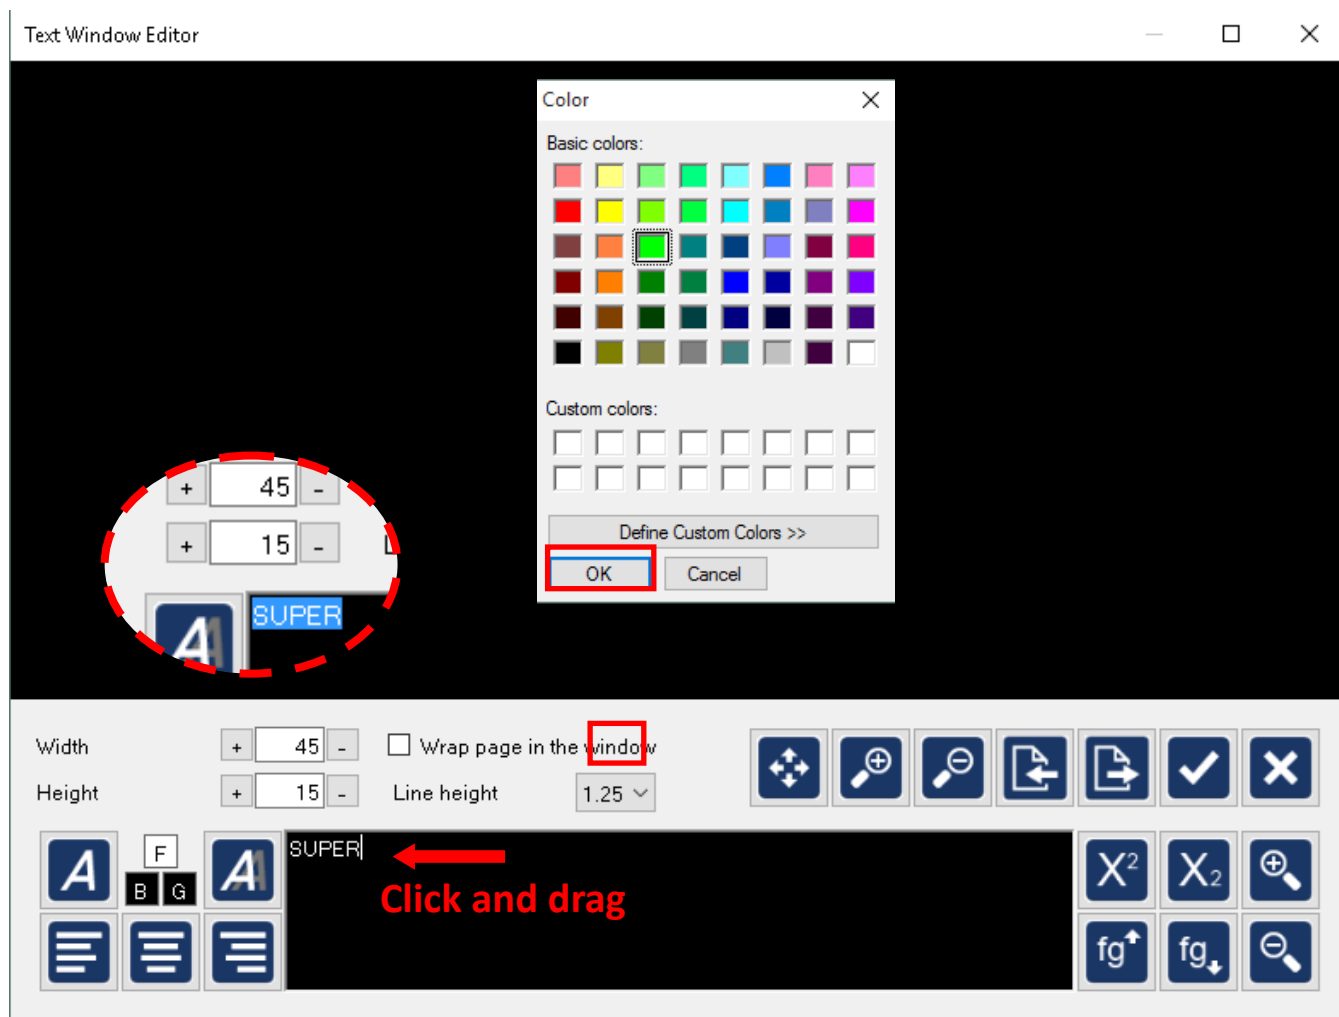 Text Window Editor
Color
Basic colors:
Custom colors:
Define Custom Colors >>
OK Cancel
+ 45 -
+ 15 -
A SUPER
Width + 45 - Wrap page in the window
Height + 15 - Line height 1.25
A F B G A SUPER
Click and drag
X² X₂
fg fg